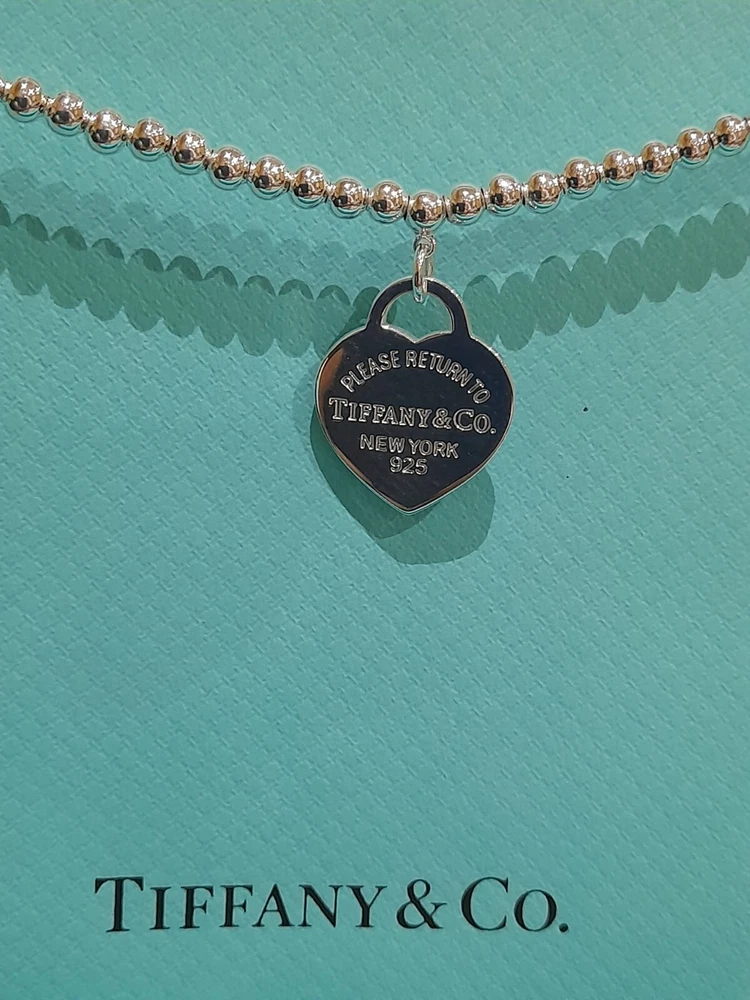 PLEASE RETURN TO
TIFFANY & CO.
NEW YORK
925
TIFFANY & CO.